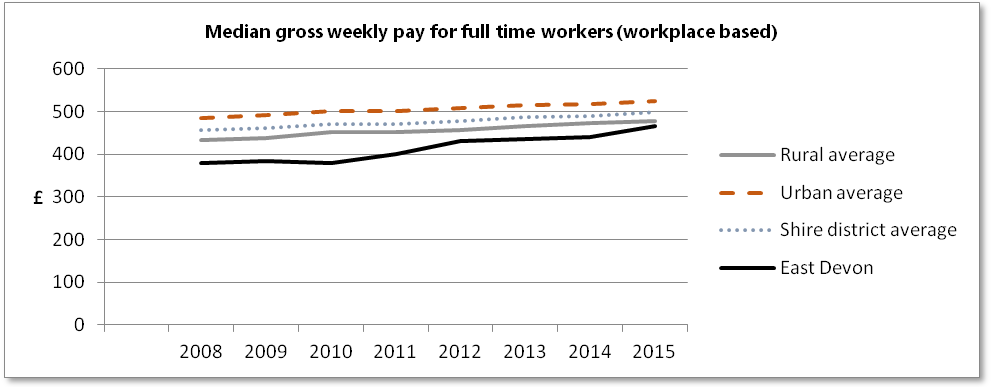 Median gross weekly pay for full time workers (workplace based)
600
500
400
300
200
100
0
£
2008 2009 2010 2011 2012 2013 2014 2015
Rural average
Urban average
Shire district average
East Devon